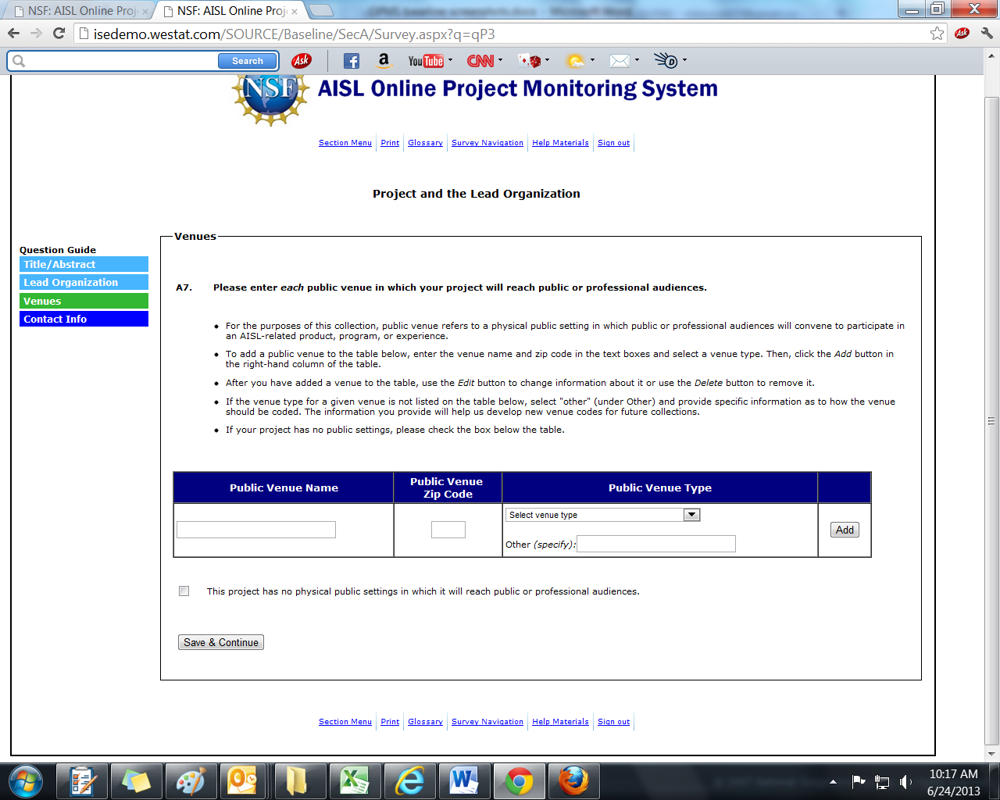 NSF: AISL Online Proj
NSF: AISL Online Proj
isedemo.westat.com/SOURCE/Baseline/SecA/Survey.aspx?q=qP3
Ask
Search
Ask
You Tube
CNN
NSF
AISL Online Project Monitoring System
Section Menu
Print
Glossary
Survey Navigation
Help Materials
Sign out
Project and the Lead Organization
Question Guide
Title/Abstract
Lead Organization
Venues
Contact Info
Venues
A7. Please enter each public venue in which your project will reach public or professional audiences.
• For the purposes of this collection, public venue refers to a physical public setting in which public or professional audiences will convene to participate in
an AISL-related product, program, or experience.
• To add a public venue to the table below, enter the venue name and zip code in the text boxes and select a venue type. Then, click the Add button in
the right-hand column of the table.
• After you have added a venue to the table, use the Edit button to change information about it or use the Delete button to remove it.
• If the venue type for a given venue is not listed on the table below, select "other" (under Other) and provide specific information as to how the venue
should be coded. The information you provide will help us develop new venue codes for future collections.
• If your project has no public settings, please check the box below the table.
Public Venue Name
Public Venue
Zip Code
Public Venue Type
Select venue type
Other (specify):
Add
This project has no physical public settings in which it will reach public or professional audiences.
Save & Continue
Section Menu
Print
Glossary
Survey Navigation
Help Materials
Sign out
10:17 AM
6/24/2013